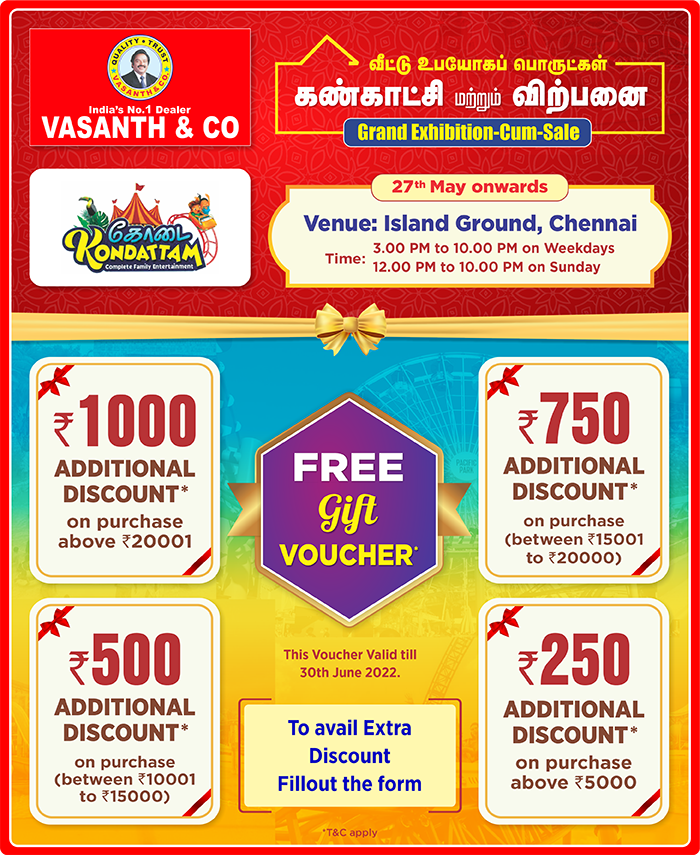 QUALITY • TRUST
VASANTH & CO
India's No.1 Dealer
VASANTH & CO
வீட்டு உபயோகப் பொருட்கள்
கண்காட்சி மற்றும் விற்பனை
Grand Exhibition-Cum-Sale
கோடை
KONDATTAM
Complete Family Entertainment
27th May onwards
Venue: Island Ground, Chennai
Time: 3.00 PM to 10.00 PM on Weekdays
12.00 PM to 10.00 PM on Sunday
₹1000
ADDITIONAL
DISCOUNT*
on purchase
above ₹20001
FREE
Gift
VOUCHER*
₹750
ADDITIONAL
DISCOUNT*
on purchase
(between ₹15001
to ₹20000)
PACIFIC
PARK
₹500
ADDITIONAL
DISCOUNT*
on purchase
(between ₹10001
to ₹15000)
This Voucher Valid till
30th June 2022.
To avail Extra
Discount
Fillout the form
₹250
ADDITIONAL
DISCOUNT*
on purchase
above ₹5000
*T&C apply